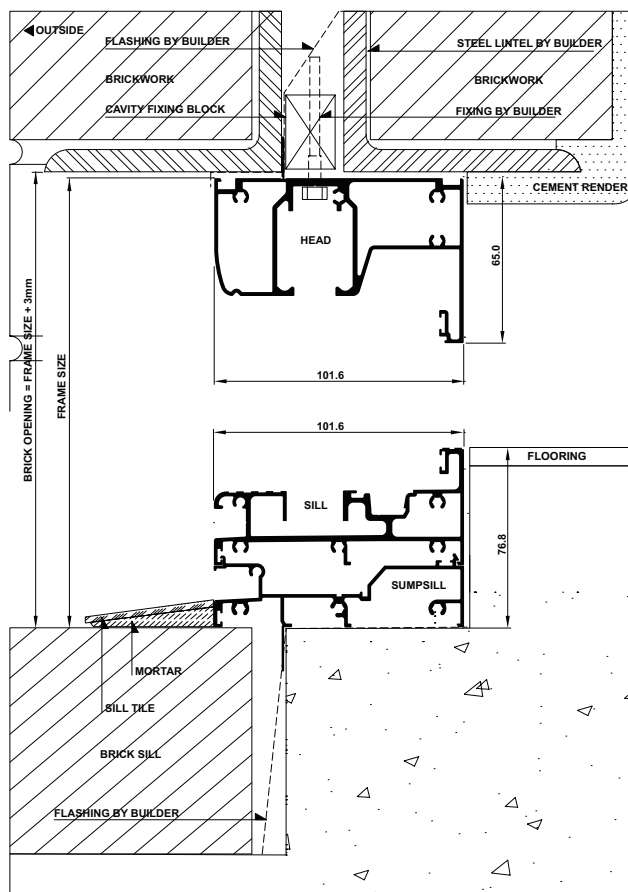 OUTSIDE
FLASHING BY BUILDER
STEEL LINTEL BY BUILDER
BRICKWORK
BRICKWORK
CAVITY FIXING BLOCK
FIXING BY BUILDER
CEMENT RENDER
HEAD
65.0
BRICK OPENING = FRAME SIZE + 3mm
FRAME SIZE
101.6
101.6
FLOORING
SILL
76.8
SUMPSILL
MORTAR
SILL TILE
BRICK SILL
FLASHING BY BUILDER